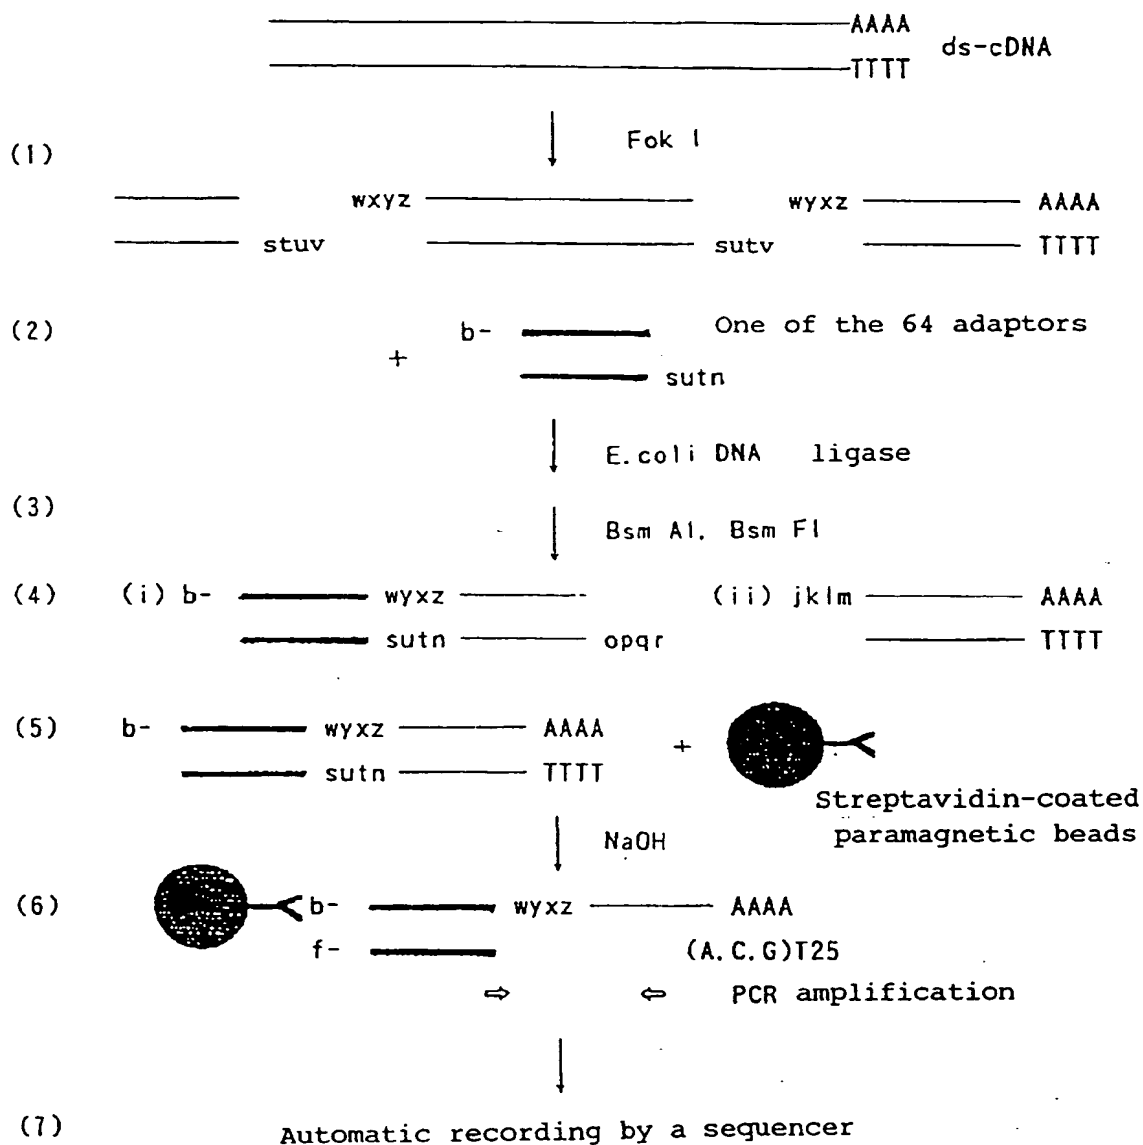 AAAA
ds-cDNA
TTTT
Fok I
(1)
wxyz wyxz AAAA
stuv sutv TTTT
(2) b- One of the 64 adaptors
+
sutn
E.coli DNA ligase
(3)
Bsm AI. Bsm FI
(4) (i) b- wyxz (ii) jklm AAAA
sutn opqr TTTT
(5) b- wyxz AAAA +
sutn TTTT
Streptavidin-coated
paramagnetic beads
NaOH
(6) b- wyxz AAAA
f- (A.C.G)T25
PCR amplification
(7) Automatic recording by a sequencer